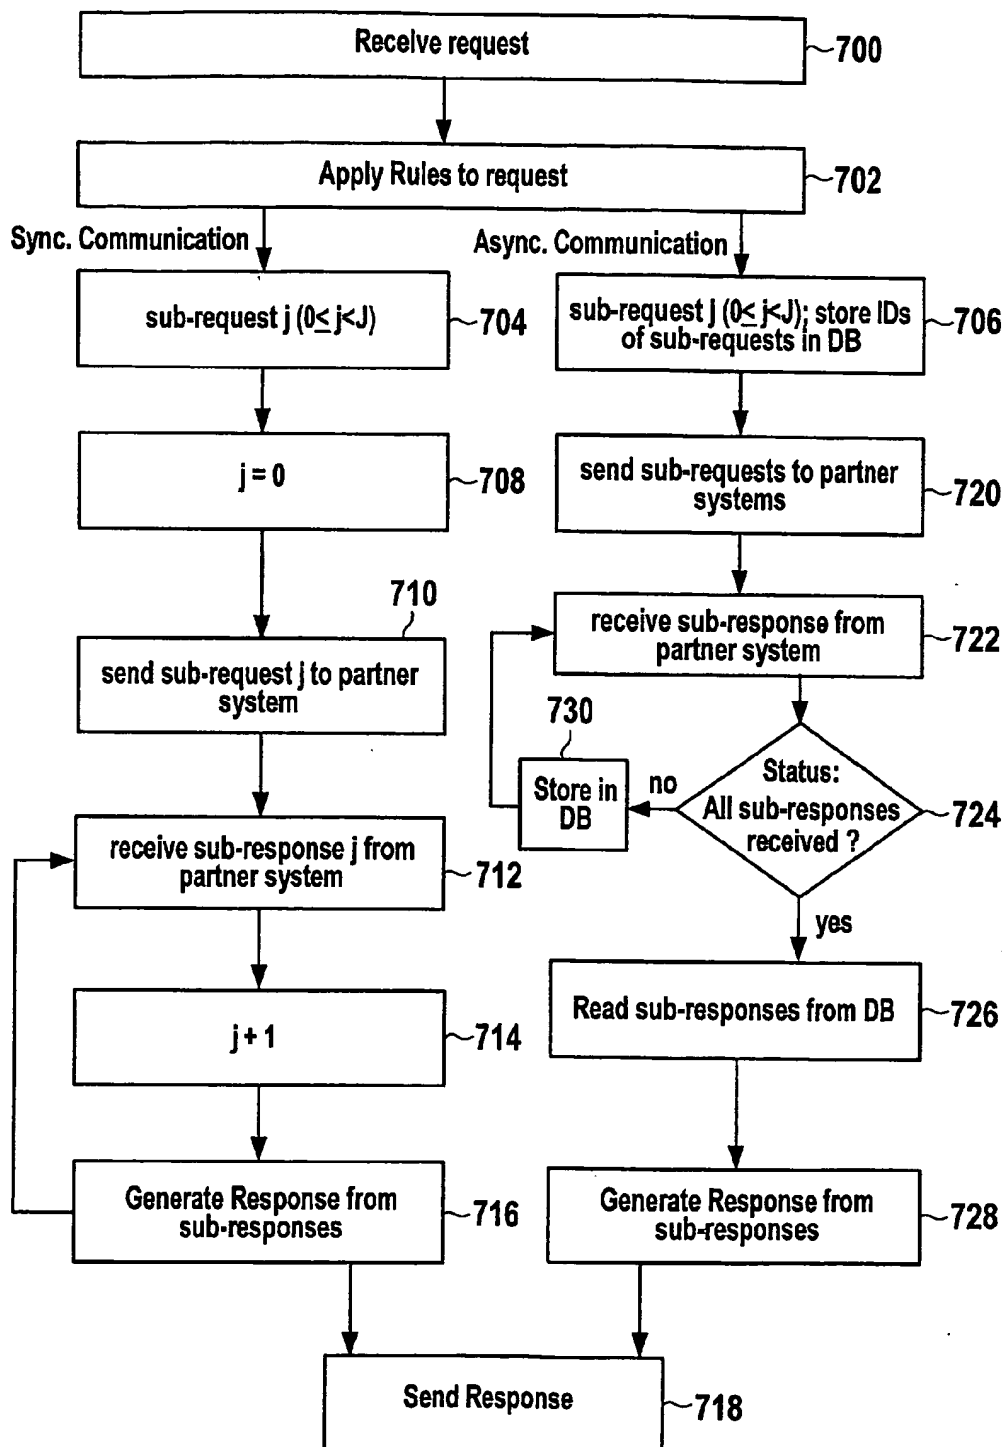 Receive request
700
Apply Rules to request
702
Sync. Communication
Async. Communication
sub-request j (0≤ j<J)
704
sub-request j (0≤ j<J); store IDs
of sub-requests in DB
706
j = 0
708
send sub-requests to partner
systems
720
710
send sub-request j to partner
system
receive sub-response from
partner system
722
730
Store in
DB
no
Status:
All sub-responses
received ?
724
receive sub-response j from
partner system
712
yes
j + 1
714
Read sub-responses from DB
726
Generate Response from
sub-responses
716
Generate Response from
sub-responses
728
Send Response
718